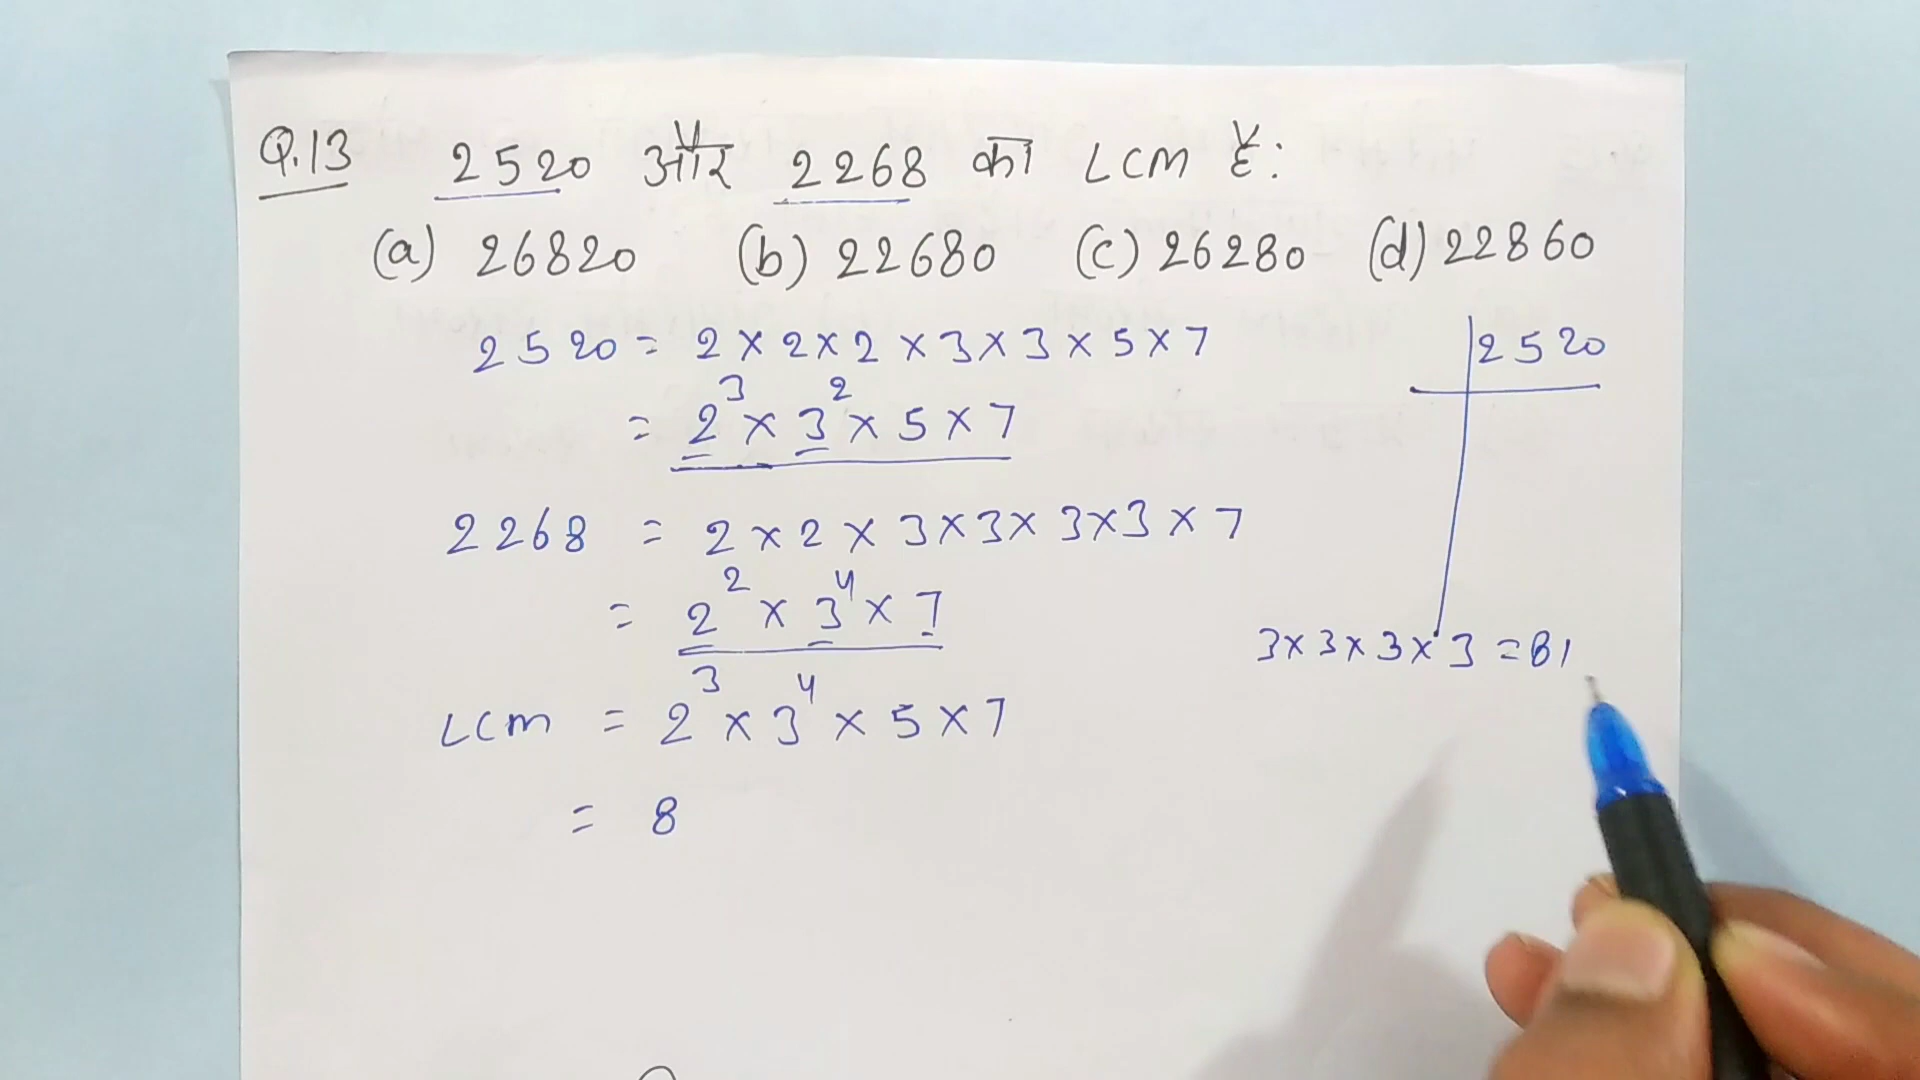 Q.13 2520 और 2268 का LCM है:
(a) 26820 (b) 22680 (c) 26280 (d) 22860
2520 = 2 × 2 × 2 × 3 × 3 × 5 × 7
= 2³ × 3² × 5 × 7
2268 = 2 × 2 × 3 × 3 × 3 × 3 × 7
= 2² × 3⁴ × 7
LCM = 2³ × 3⁴ × 5 × 7
= 8
2520
3 × 3 × 3 × 3 = 81